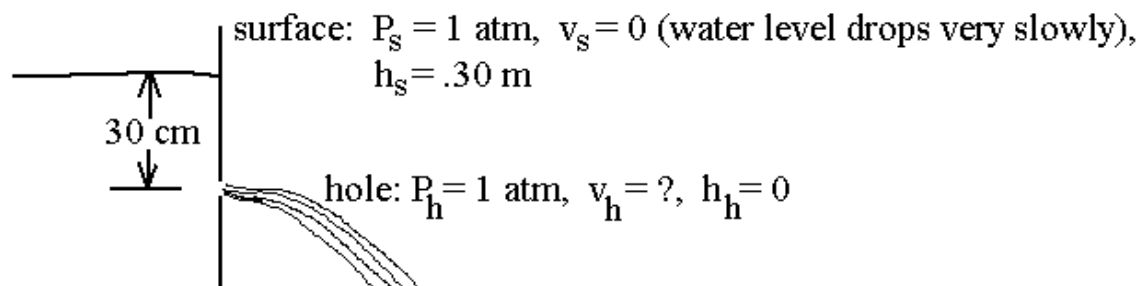 surface: Pₛ = 1 atm, vₛ = 0 (water level drops very slowly),
hₛ = .30 m
30 cm
hole: Pₕ = 1 atm, vₕ = ?, hₕ = 0